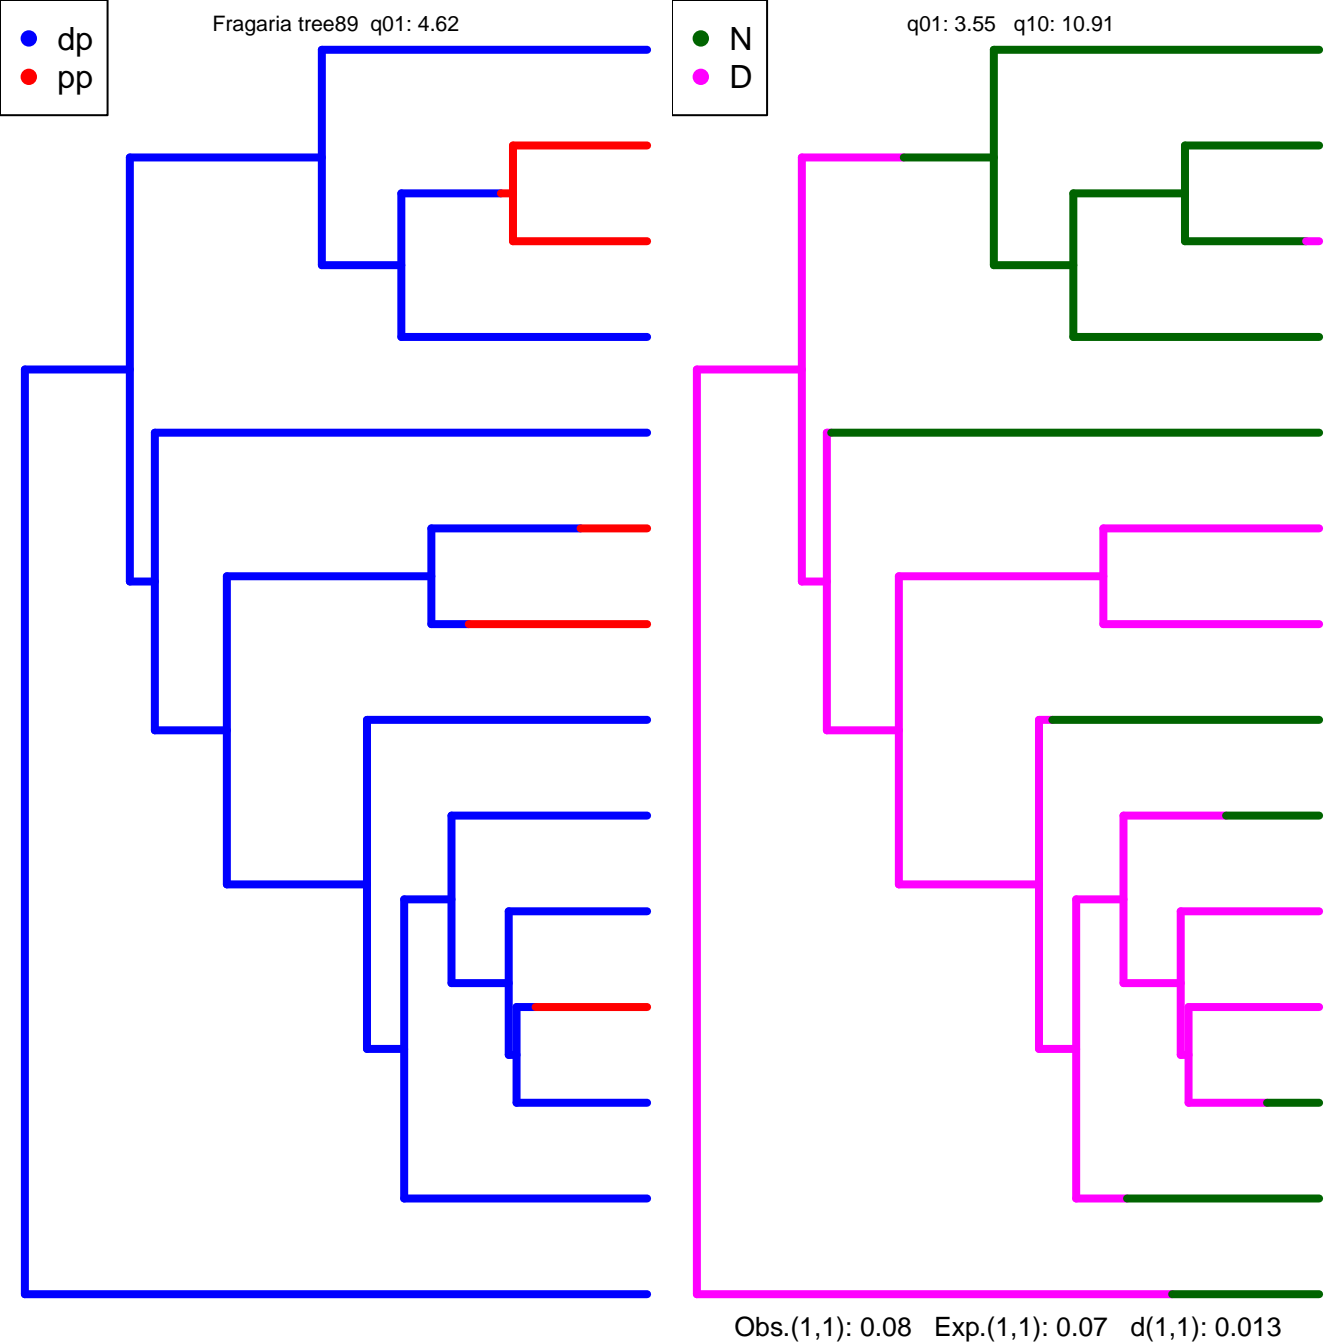 Fragaria tree89 q01: 4.62
dp
pp
q01: 3.55 q10: 10.91
N
D
Obs.(1,1): 0.08 Exp.(1,1): 0.07 d(1,1): 0.013